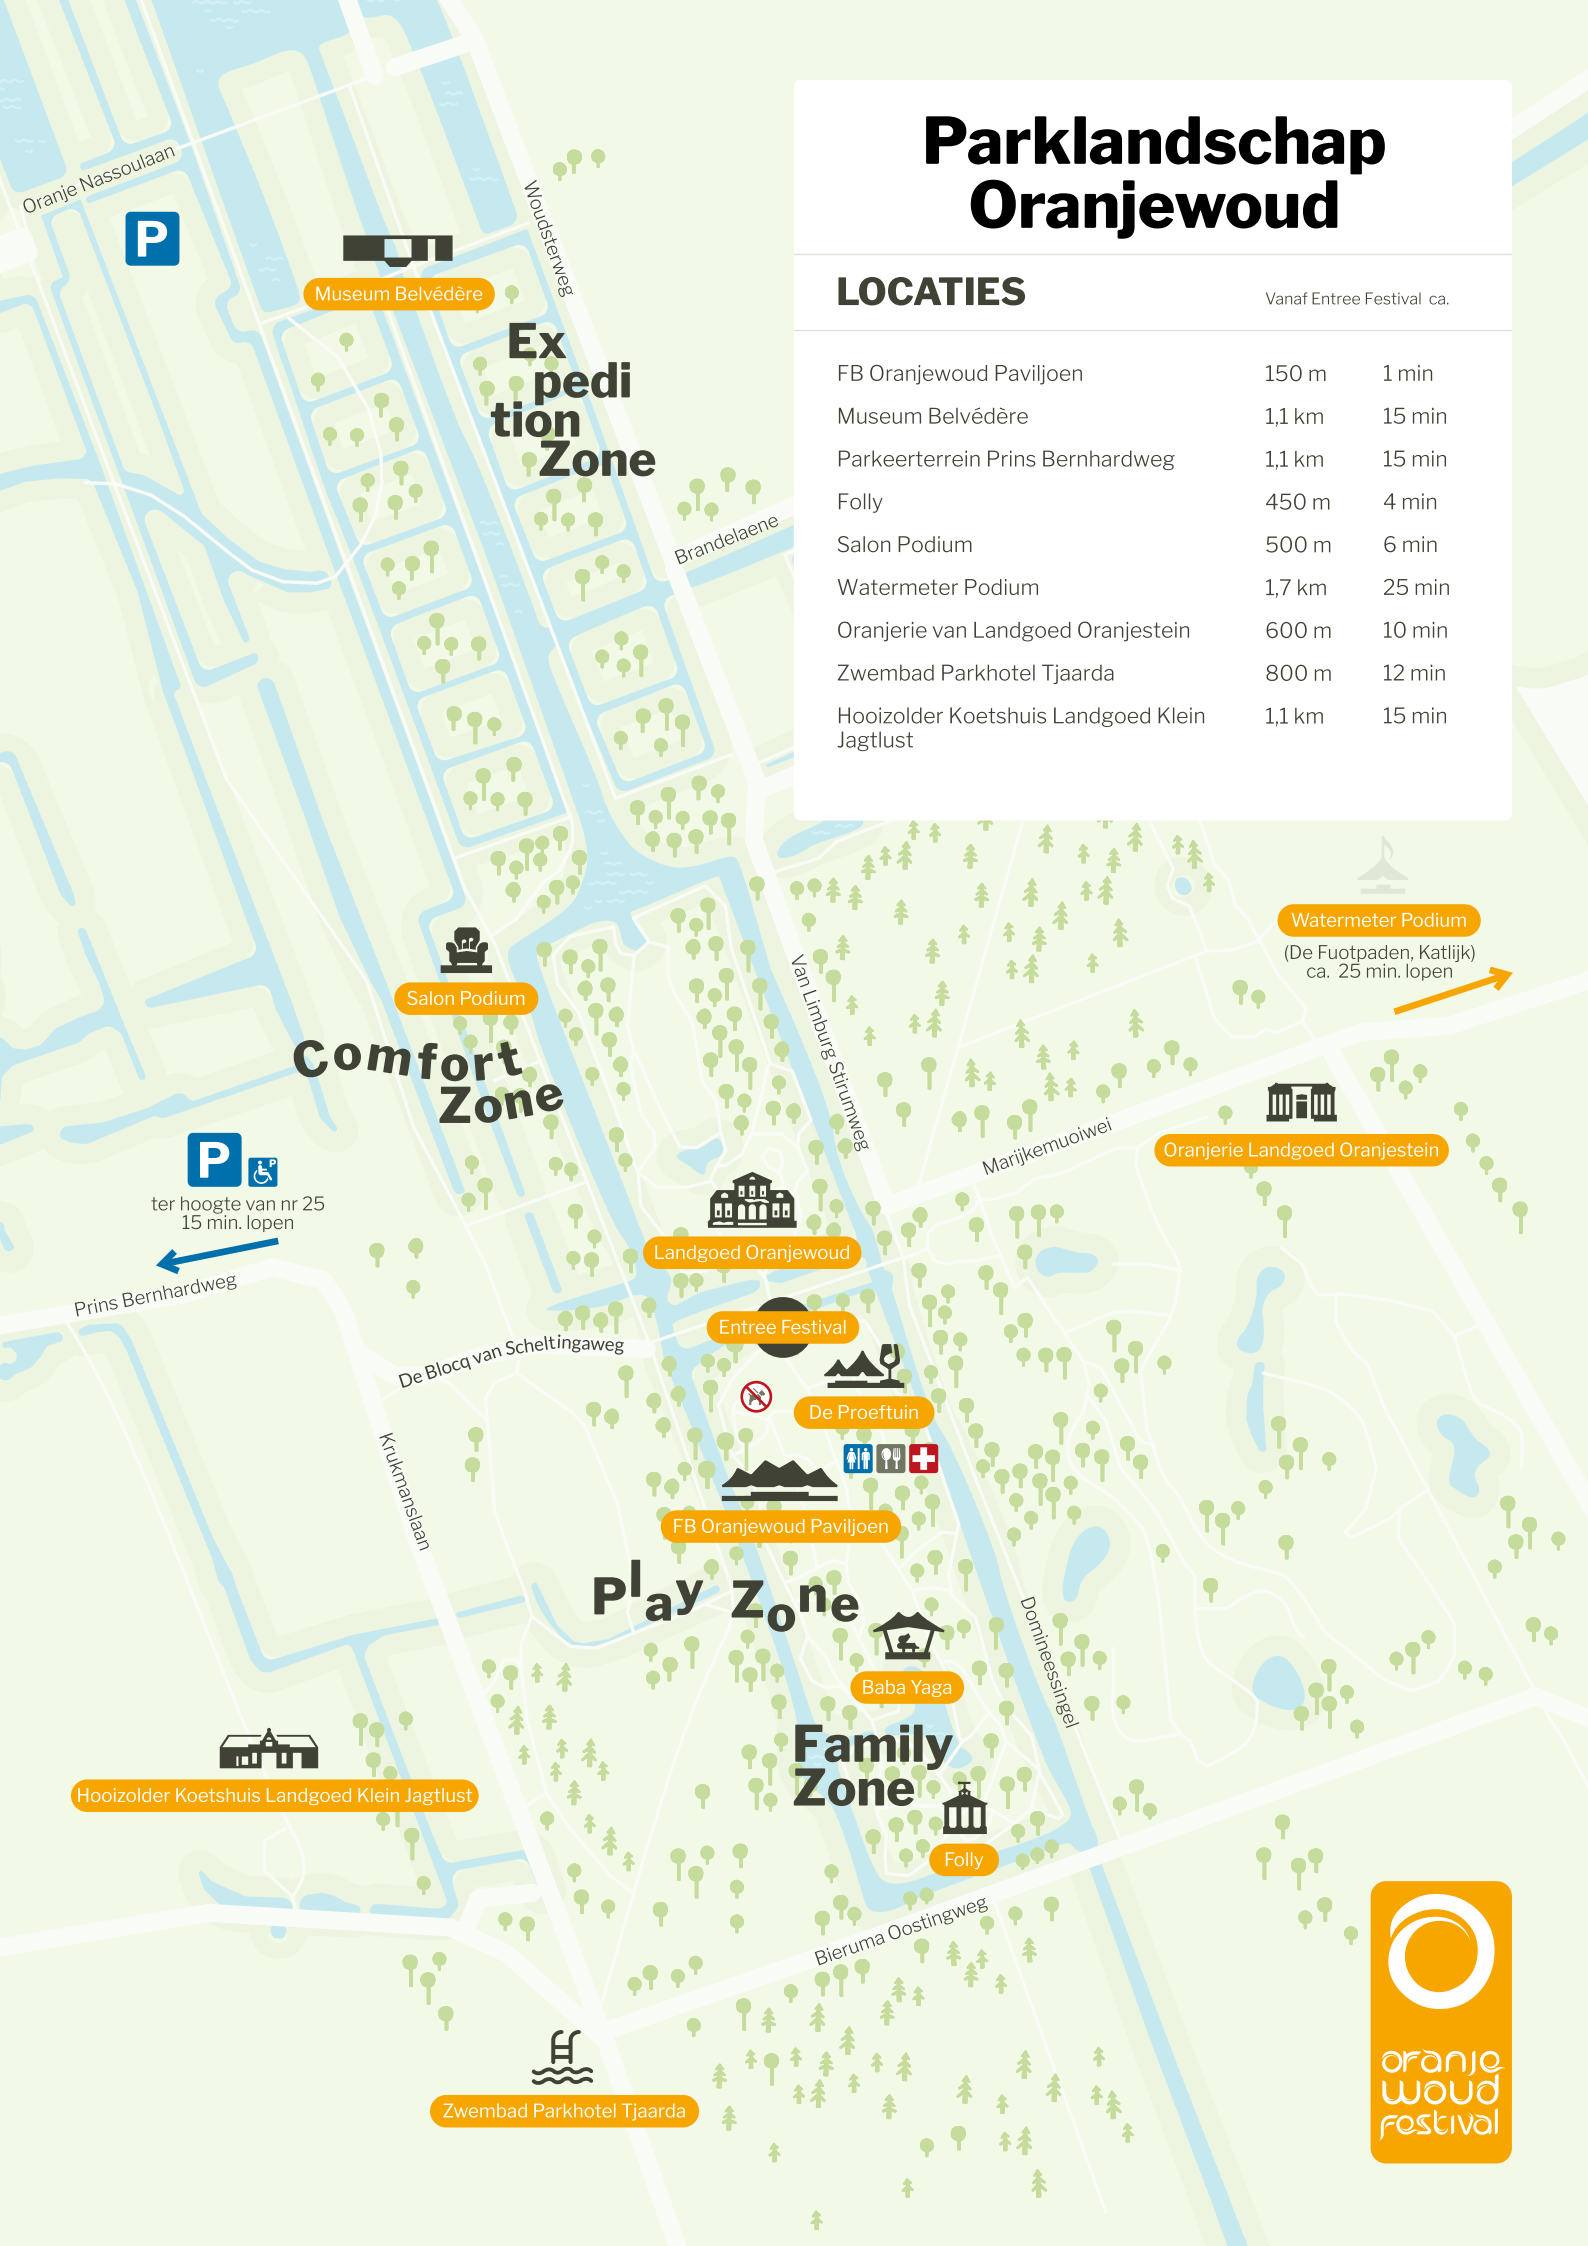 Parklandschap
Oranjewoud
LOCATIES
Vanaf Entree Festival ca.
FB Oranjewoud Paviljoen 150 m 1 min
Museum Belvédère 1,1 km 15 min
Parkeerterrein Prins Bernhardweg 1,1 km 15 min
Folly 450 m 4 min
Salon Podium 500 m 6 min
Watermeter Podium 1,7 km 25 min
Oranjerie van Landgoed Oranjestein 600 m 10 min
Zwembad Parkhotel Tjaarda 800 m 12 min
Hooizolder Koetshuis Landgoed Klein 1,1 km 15 min
Jagtlust
Oranje Nassoulaan
P
Woudsterweg
Museum Belvédère
Ex
pedi
tion
Zone
Brandelaene
Watermeter Podium
(De Fuotpaden, Katlijk)
ca. 25 min. lopen
Salon Podium
Van Limburg Stirumweg
Comfort
Zone
Marijkemuoiwei
Oranjerie Landgoed Oranjestein
P
P
ter hoogte van nr 25
15 min. lopen
Prins Bernhardweg
Landgoed Oranjewoud
Entree Festival
De Blocq van Scheltingaweg
De Proeftuin
Krukmanslaan
FB Oranjewoud Paviljoen
Play Zone
Domineessingel
Baba Yaga
Family
Zone
Hooizolder Koetshuis Landgoed Klein Jagtlust
Folly
Bieruma Oostingweg
Zwembad Parkhotel Tjaarda
oranje
woud
festival